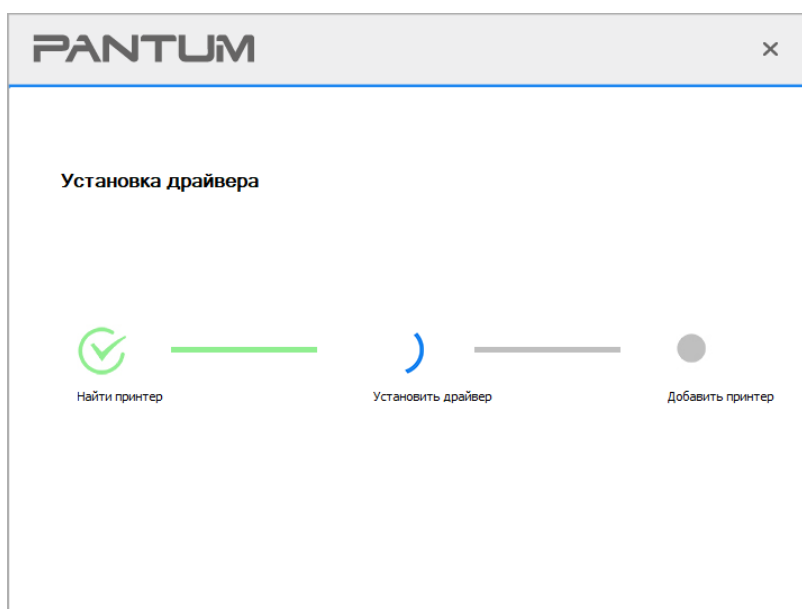 PANTUM
Установка драйвера
Найти принтер
Установить драйвер
Добавить принтер